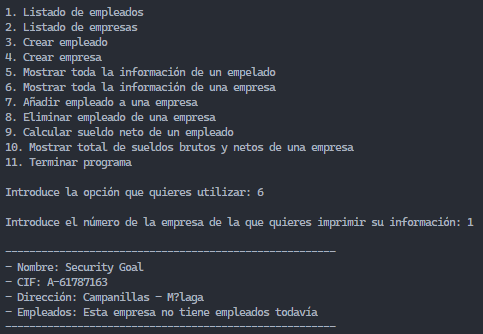 1. Listado de empleados
2. Listado de empresas
3. Crear empleado
4. Crear empresa
5. Mostrar toda la información de un empelado
6. Mostrar toda la información de una empresa
7. Añadir empleado a una empresa
8. Eliminar empleado de una empresa
9. Calcular sueldo neto de un empleado
10. Mostrar total de sueldos brutos y netos de una empresa
11. Terminar programa
Introduce la opción que quieres utilizar: 6
Introduce el número de la empresa de la que quieres imprimir su información: 1
-------------------------------------------------------
- Nombre: Security Goal
- CIF: A-61787163
- Dirección: Campanillas - M?laga
- Empleados: Esta empresa no tiene empleados todavía
-------------------------------------------------------